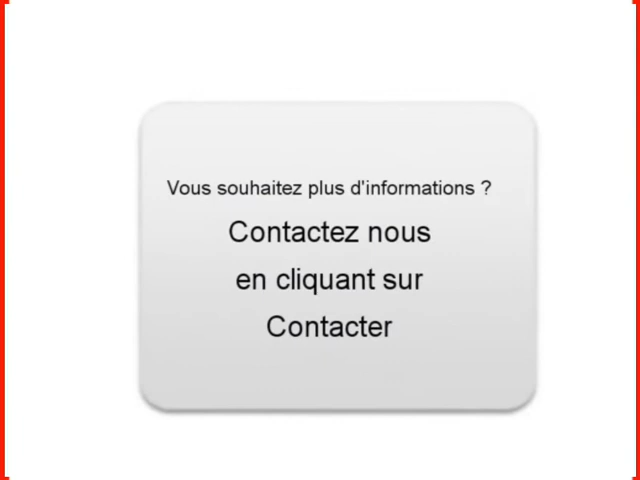 Vous souhaitez plus d'informations ?
Contactez nous
en cliquant sur
Contacter